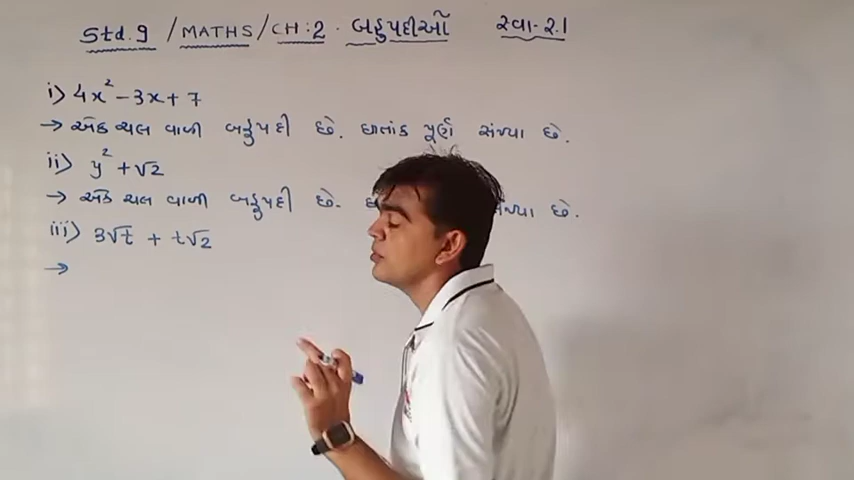 Std.9 / MATHS / CH:2 · બહુપદીઓ સ્વા-2.1
i) 4x² - 3x + 7
→ એક ચલ વાળી બહુપદી છે. ઘાતાંક પૂર્ણ સંખ્યા છે.
ii) y² + √2
→ એક ચલ વાળી બહુપદી છે. છે.
iii) 3√t + t√2
→